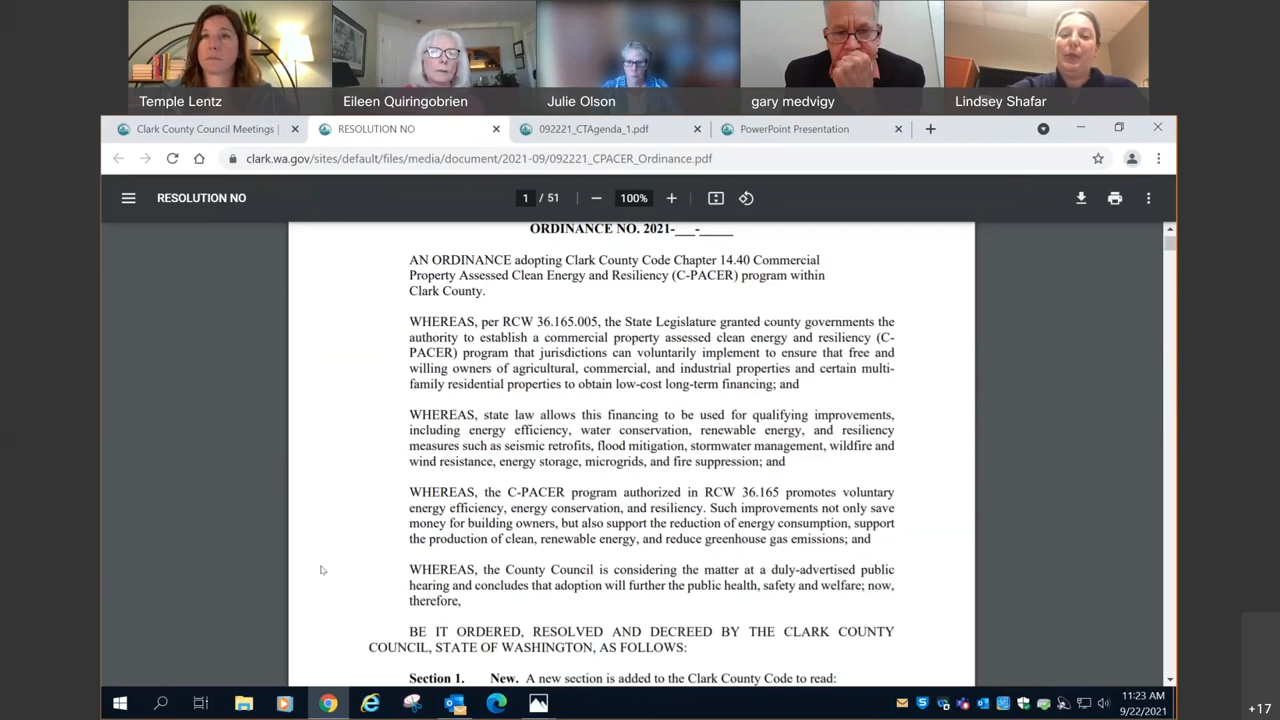 Temple Lentz
Eileen Quiringobrien
Julie Olson
gary medvigy
Lindsey Shafar
Clark County Council Meetings |
RESOLUTION NO
092221_CTAgenda_1.pdf
PowerPoint Presentation
clark.wa.gov/sites/default/files/media/document/2021-09/092221_CPACER_Ordinance.pdf
RESOLUTION NO
1 / 51
100%
ORDINANCE NO. 2021-___-_____
AN ORDINANCE adopting Clark County Code Chapter 14.40 Commercial
Property Assessed Clean Energy and Resiliency (C-PACER) program within
Clark County.
WHEREAS, per RCW 36.165.005, the State Legislature granted county governments the
authority to establish a commercial property assessed clean energy and resiliency (C-
PACER) program that jurisdictions can voluntarily implement to ensure that free and
willing owners of agricultural, commercial, and industrial properties and certain multi-
family residential properties to obtain low-cost long-term financing; and
WHEREAS, state law allows this financing to be used for qualifying improvements,
including energy efficiency, water conservation, renewable energy, and resiliency
measures such as seismic retrofits, flood mitigation, stormwater management, wildfire and
wind resistance, energy storage, microgrids, and fire suppression; and
WHEREAS, the C-PACER program authorized in RCW 36.165 promotes voluntary
energy efficiency, energy conservation, and resiliency. Such improvements not only save
money for building owners, but also support the reduction of energy consumption, support
the production of clean, renewable energy, and reduce greenhouse gas emissions; and
WHEREAS, the County Council is considering the matter at a duly-advertised public
hearing and concludes that adoption will further the public health, safety and welfare; now,
therefore,
BE IT ORDERED, RESOLVED AND DECREED BY THE CLARK COUNTY
COUNCIL, STATE OF WASHINGTON, AS FOLLOWS:
Section 1. New. A new section is added to the Clark County Code to read:
11:23 AM
9/22/2021
+17